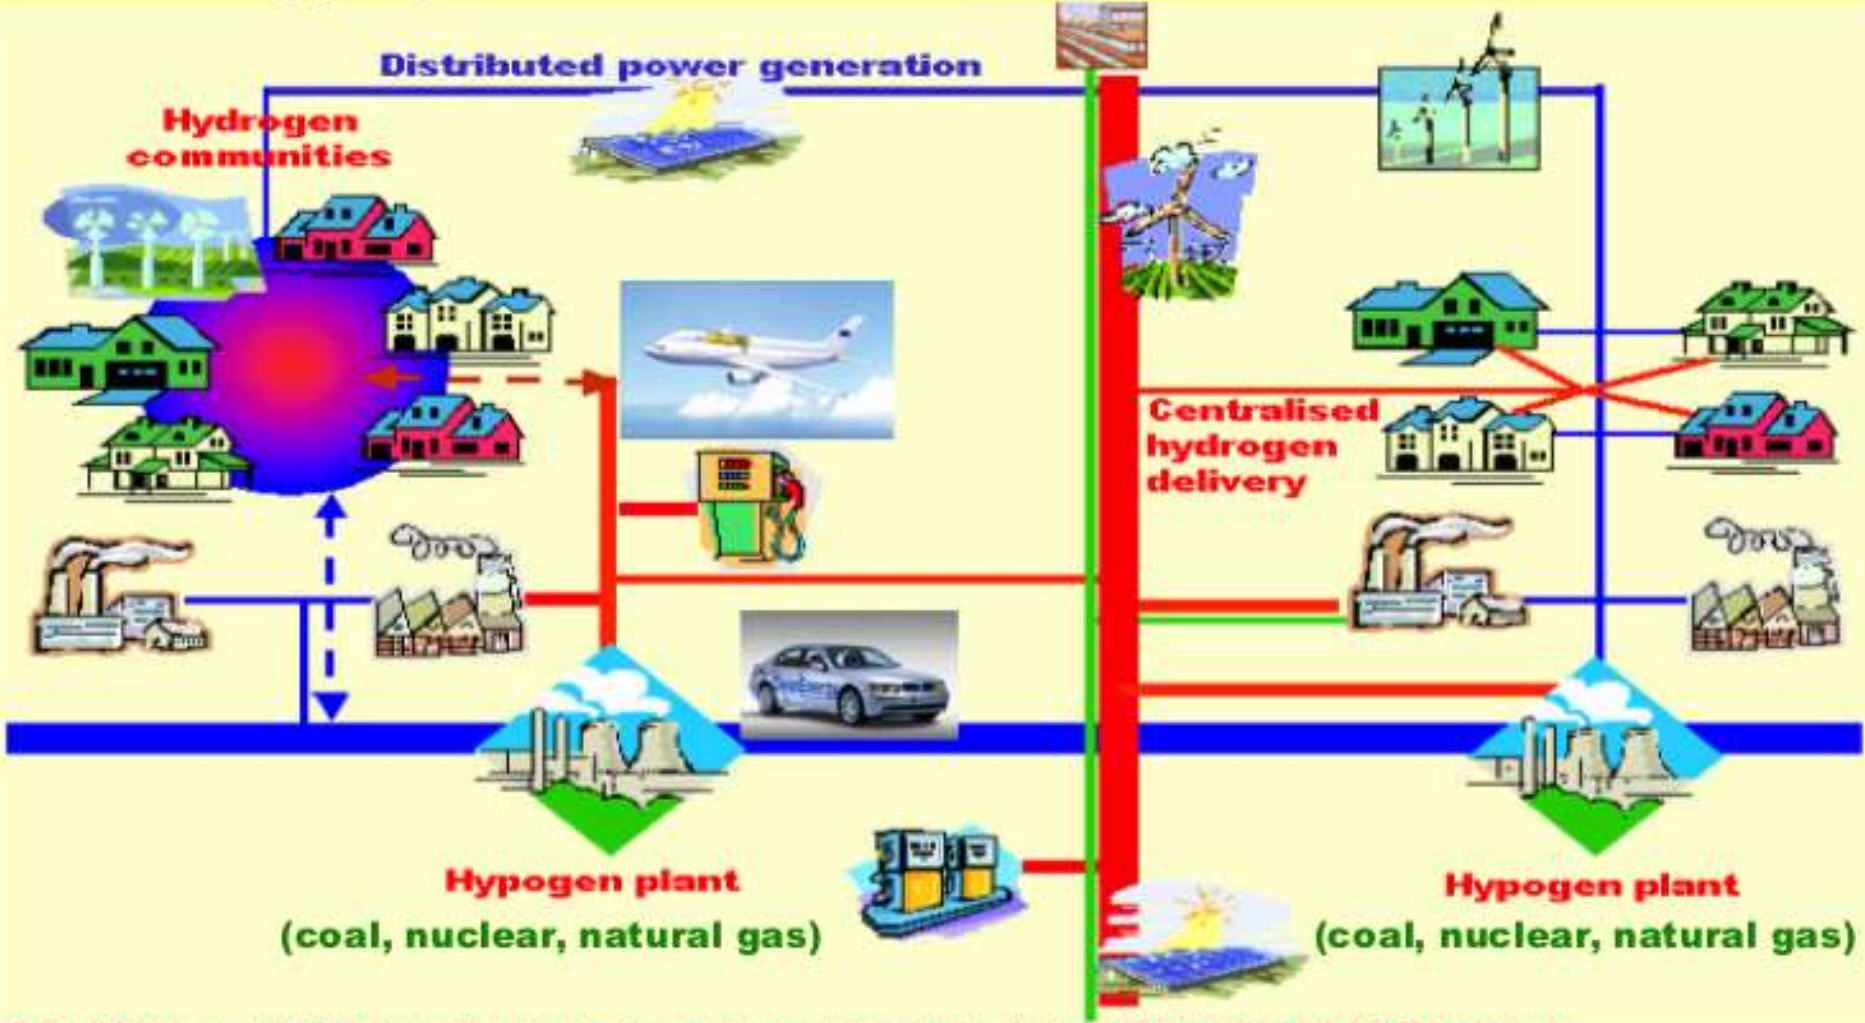 Distributed power generation
Hydrogen
communities
Centralised
hydrogen
delivery
Hypogen plant
(coal, nuclear, natural gas)
Hypogen plant
(coal, nuclear, natural gas)